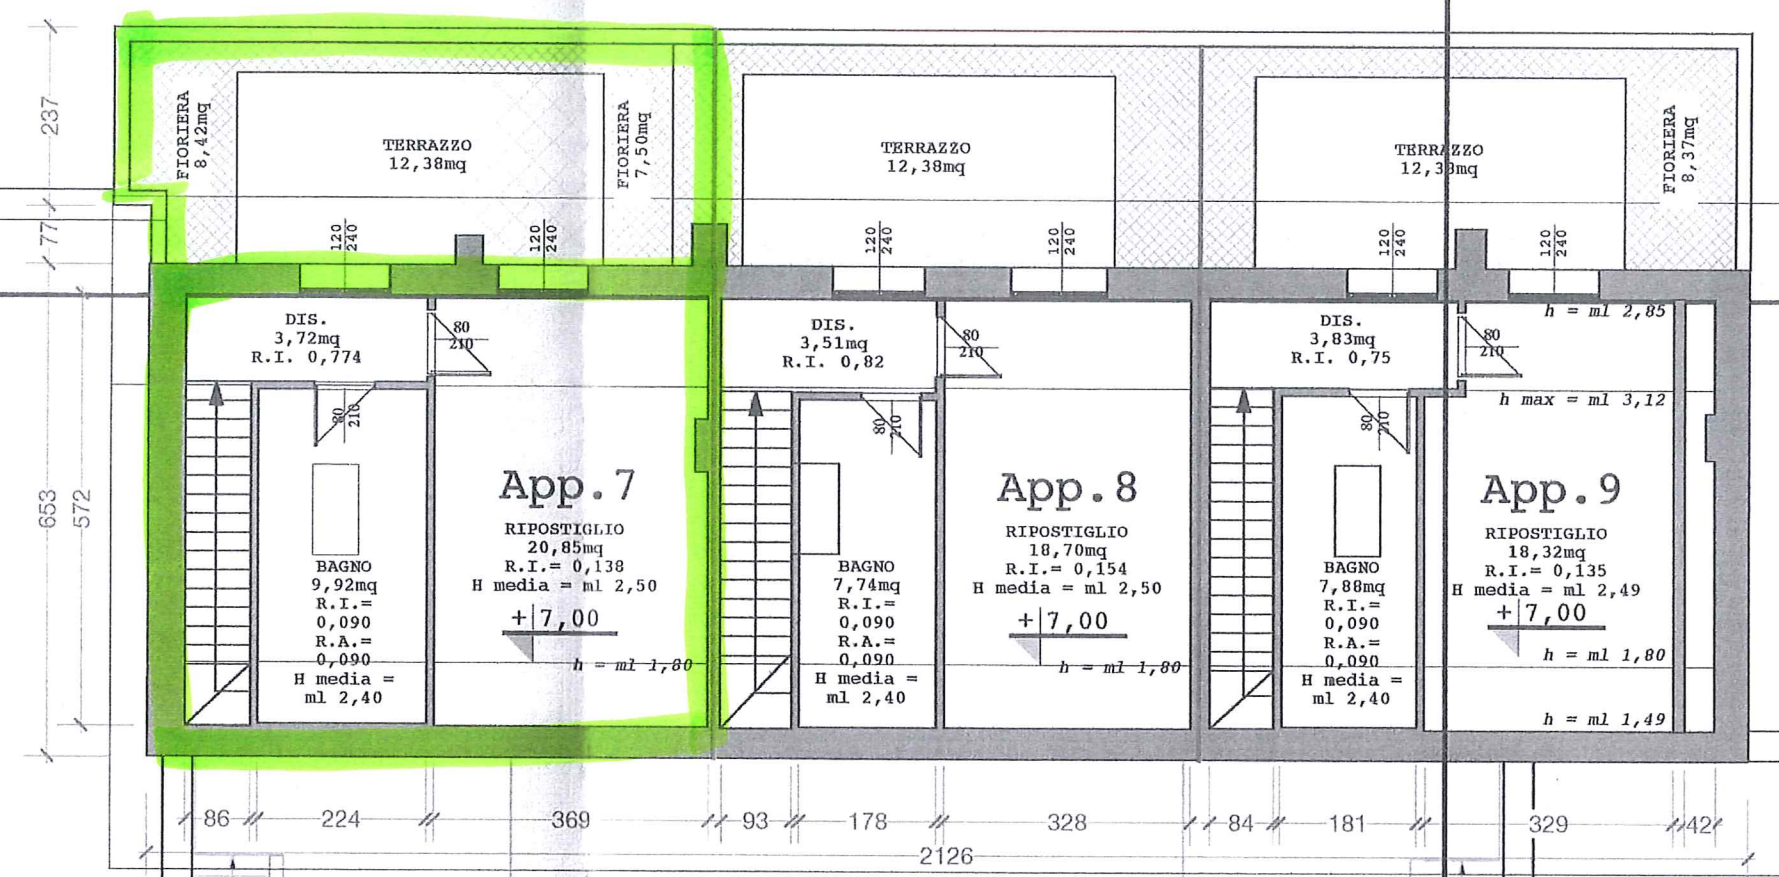 FIORIERA
8,42mq
TERRAZZO
12,38mq
FIORIERA
7,50mq
TERRAZZO
12,38mq
TERRAZZO
12,38mq
FIORIERA
8,37mq
237
77
653
572
120
240
120
240
120
240
120
240
120
240
120
240
DIS.
3,72mq
R.I. 0,774
80
210
80
210
App.7
RIPOSTIGLIO
20,85mq
R.I.= 0,138
H media = ml 2,50
+7,00
h = ml 1,80
BAGNO
9,92mq
R.I.=
0,090
R.A.=
0,090
H media =
ml 2,40
DIS.
3,51mq
R.I. 0,82
80
210
80
210
App.8
RIPOSTIGLIO
18,70mq
R.I.= 0,154
H media = ml 2,50
+7,00
h = ml 1,80
BAGNO
7,74mq
R.I.=
0,090
R.A.=
0,090
H media =
ml 2,40
DIS.
3,83mq
R.I. 0,75
80
210
80
210
h = ml 2,85
h max = ml 3,12
App.9
RIPOSTIGLIO
18,32mq
R.I.= 0,135
H media = ml 2,49
+7,00
h = ml 1,80
h = ml 1,49
BAGNO
7,88mq
R.I.=
0,090
R.A.=
0,090
H media =
ml 2,40
86 224 369 93 178 328 84 181 329 42
2126